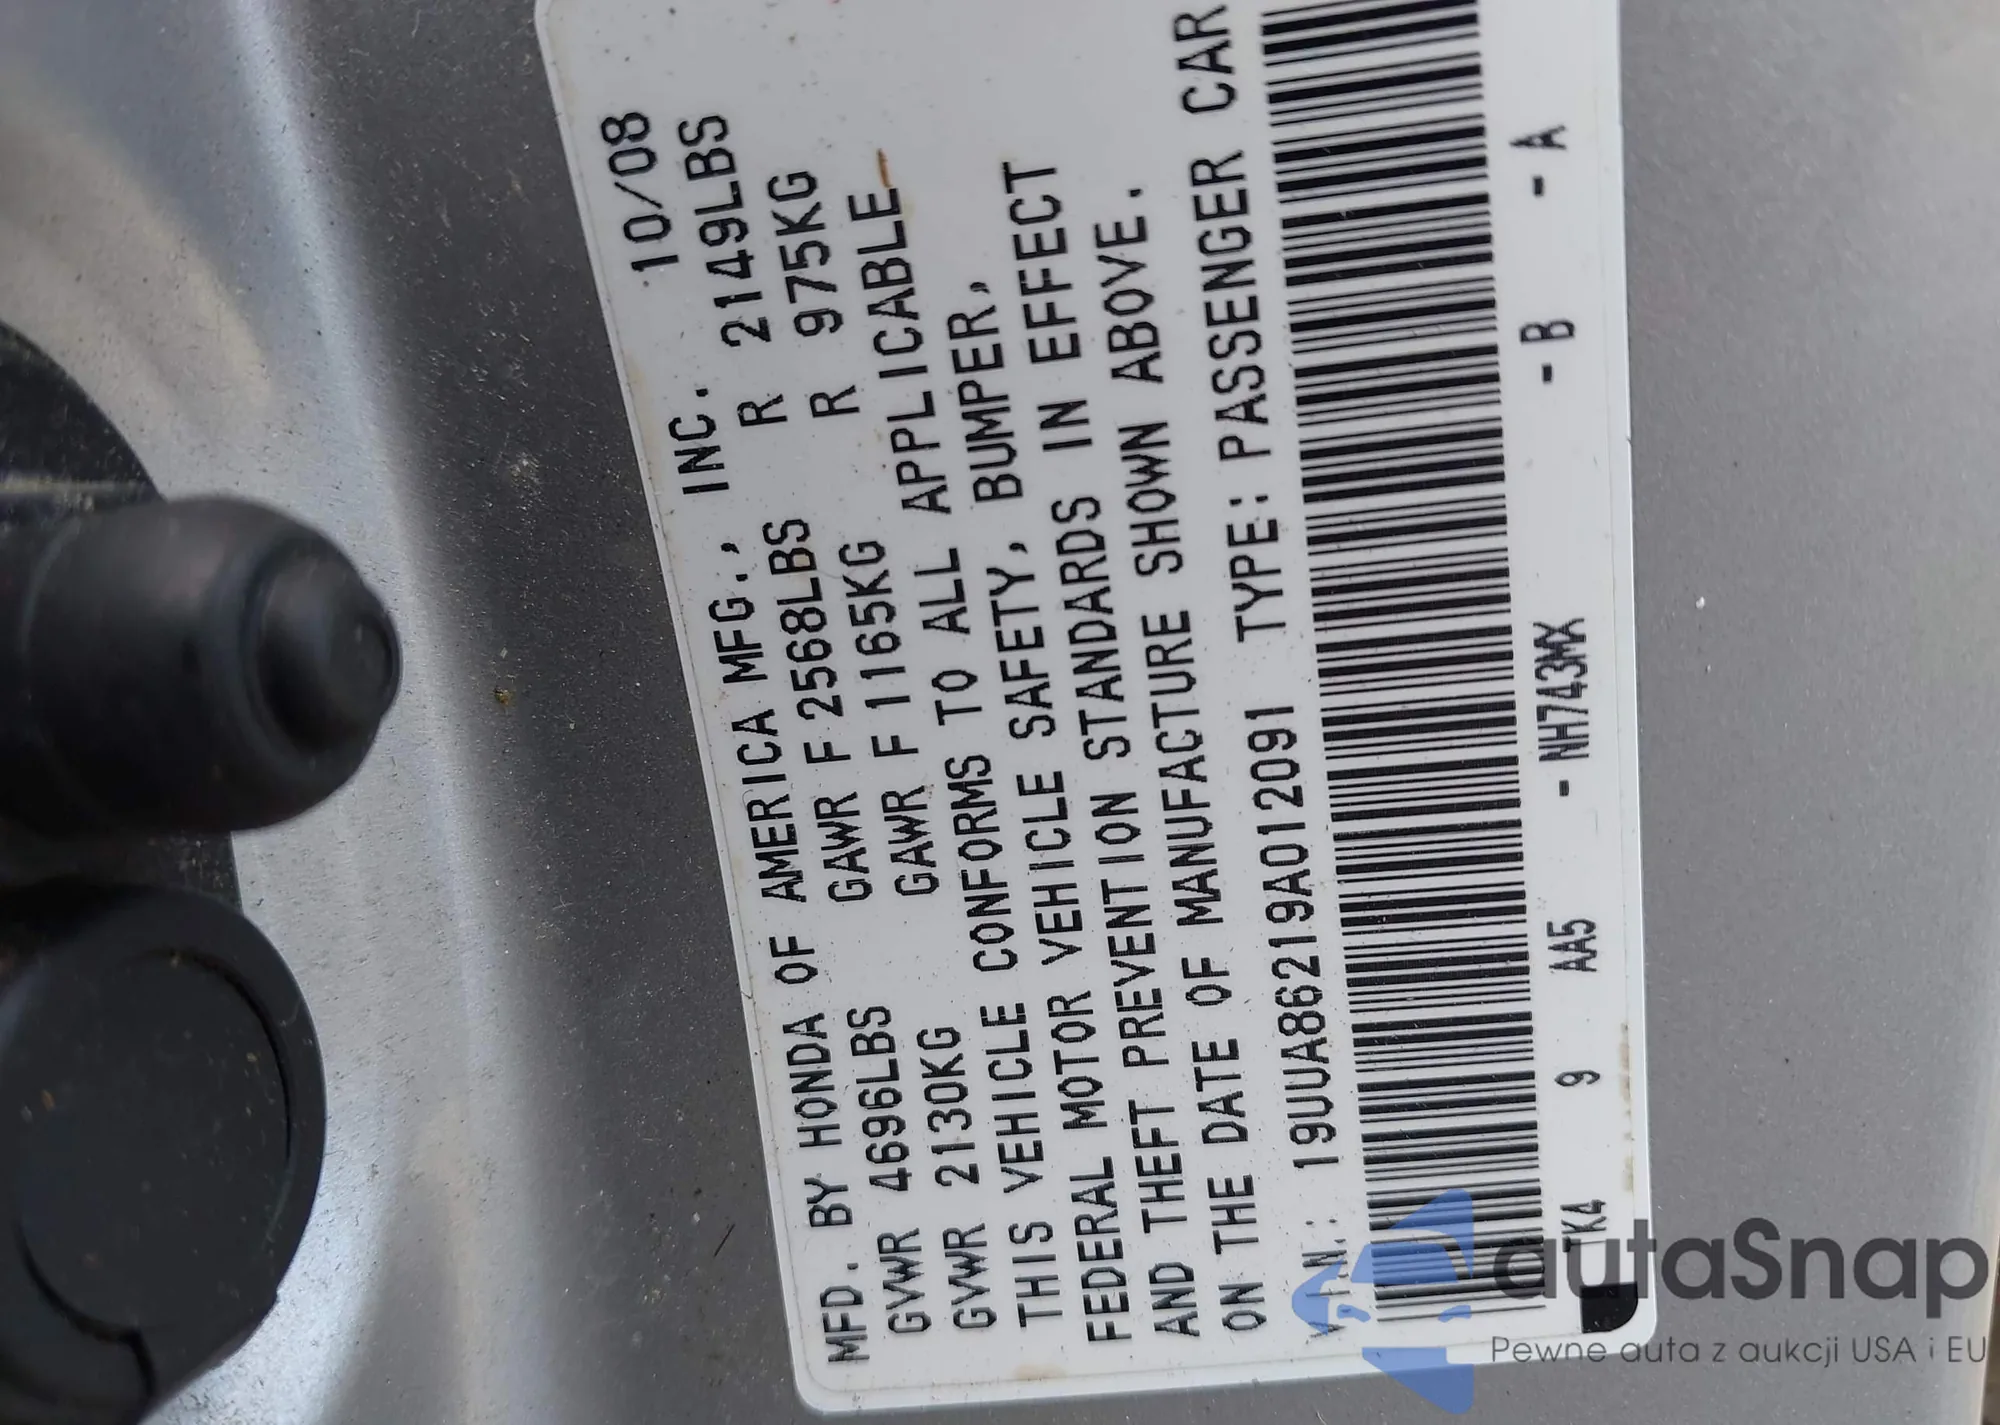 MFD. BY HONDA OF AMERICA MFG., INC. 10/08
GVWR 4696LBS GAWR F 2568LBS R 2149LBS
GVWR 2130KG GAWR F 1165KG R 975KG
THIS VEHICLE CONFORMS TO ALL APPLICABLE
FEDERAL MOTOR VEHICLE SAFETY, BUMPER,
AND THEFT PREVENTION STANDARDS IN EFFECT
ON THE DATE OF MANUFACTURE SHOWN ABOVE.
V.I.N.: 19UUA86219A012091 TYPE: PASSENGER CAR
TK4 9 AA5 - NH743MX - B - A
autaSnap
Pewne auta z aukcji USA i EU